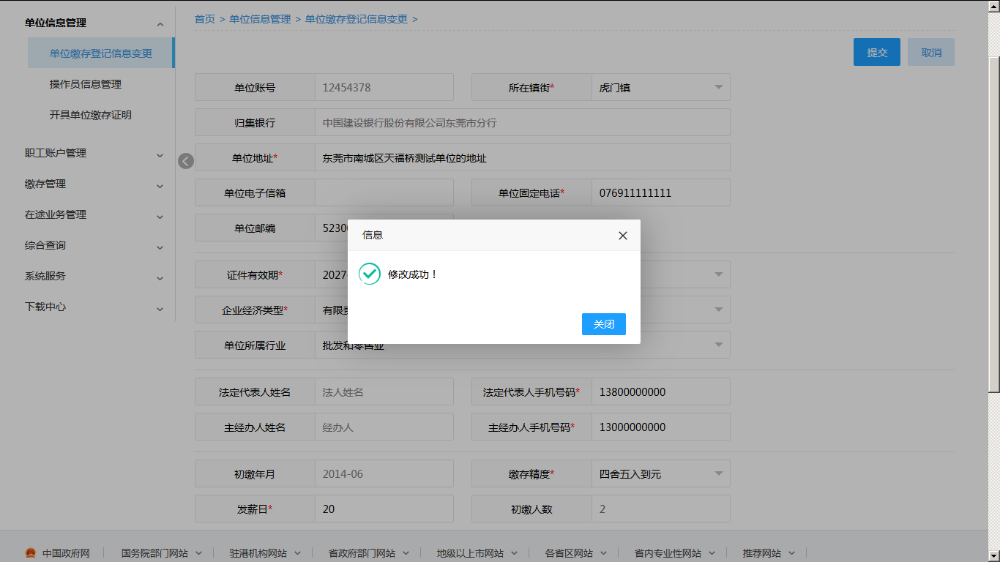 单位信息管理
首页 > 单位信息管理 > 单位缴存登记信息变更 >
单位缴存登记信息变更
操作员信息管理
开具单位缴存证明
职工账户管理
缴存管理
在途业务管理
综合查询
系统服务
下载中心
提交 取消
单位账号 12454378 所在镇街* 虎门镇
归集银行 中国建设银行股份有限公司东莞市分行
单位地址* 东莞市南城区天福桥测试单位的地址
单位电子信箱 单位固定电话* 076911111111
单位邮编 5230
证件有效期* 2027
企业经济类型* 有限
单位所属行业 批发和零售业
信息
修改成功！
关闭
法定代表人姓名 法人姓名 法定代表人手机号码* 13800000000
主经办人姓名 经办人 主经办人手机号码* 13000000000
初缴年月 2014-06 缴存精度* 四舍五入到元
发薪日* 20 初缴人数 2
中国政府网 国务院部门网站 驻港机构网站 省政府部门网站 地级以上市网站 各省区网站 省内专业性网站 推荐网站